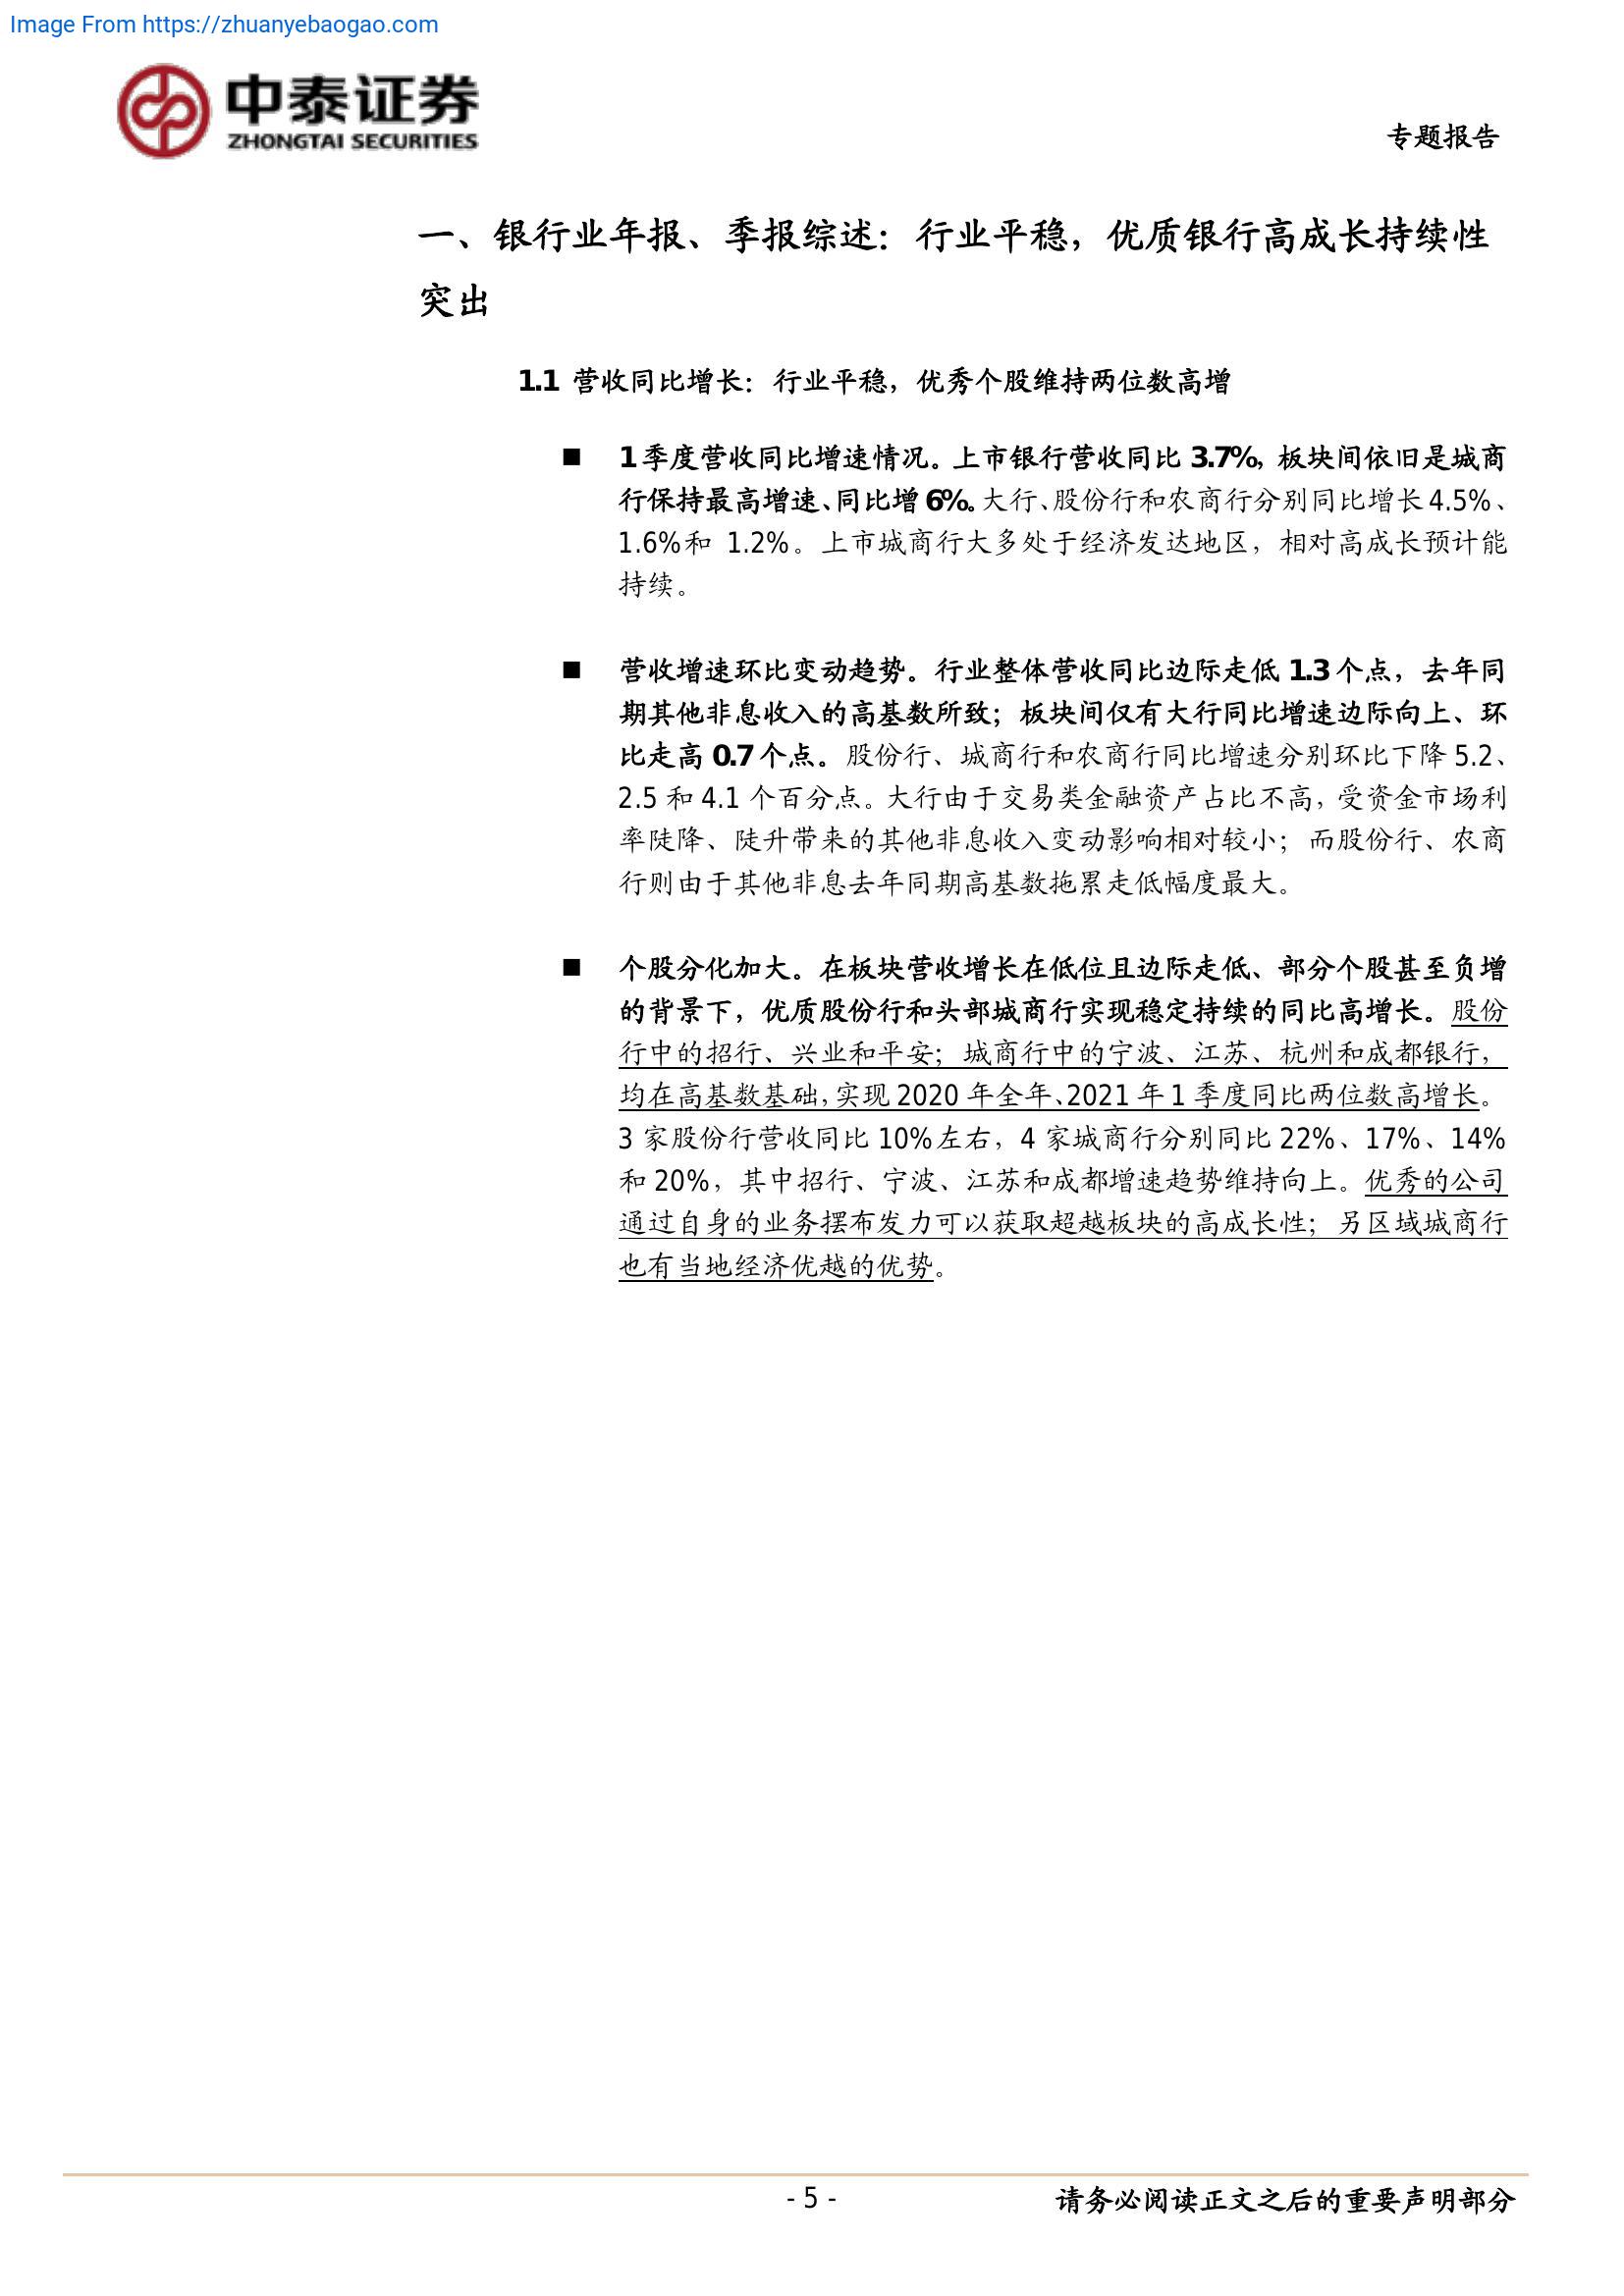 Image From https://zhuanyebaogao.com
中泰证券
ZHONGTAI SECURITIES
专题报告
一、银行业年报、季报综述：行业平稳，优质银行高成长持续性
突出
1.1 营收同比增长：行业平稳，优秀个股维持两位数高增
■ 1季度营收同比增速情况。上市银行营收同比 3.7%，板块间依旧是城商
行保持最高增速、同比增 6%。大行、股份行和农商行分别同比增长 4.5%、
1.6%和 1.2%。上市城商行大多处于经济发达地区，相对高成长预计能
持续。
■ 营收增速环比变动趋势。行业整体营收同比边际走低 1.3 个点，去年同
期其他非息收入的高基数所致；板块间仅有大行同比增速边际向上、环
比走高 0.7 个点。股份行、城商行和农商行同比增速分别环比下降 5.2、
2.5 和 4.1 个百分点。大行由于交易类金融资产占比不高，受资金市场利
率陡降、陡升带来的其他非息收入变动影响相对较小；而股份行、农商
行则由于其他非息去年同期高基数拖累走低幅度最大。
■ 个股分化加大。在板块营收增长在低位且边际走低、部分个股甚至负增
的背景下，优质股份行和头部城商行实现稳定持续的同比高增长。股份
行中的招行、兴业和平安；城商行中的宁波、江苏、杭州和成都银行，
均在高基数基础，实现 2020 年全年、2021 年 1 季度同比两位数高增长。
3 家股份行营收同比 10%左右，4 家城商行分别同比 22%、17%、14%
和 20%，其中招行、宁波、江苏和成都增速趋势维持向上。优秀的公司
通过自身的业务摆布发力可以获取超越板块的高成长性；另区域城商行
也有当地经济优越的优势。
- 5 -
请务必阅读正文之后的重要声明部分